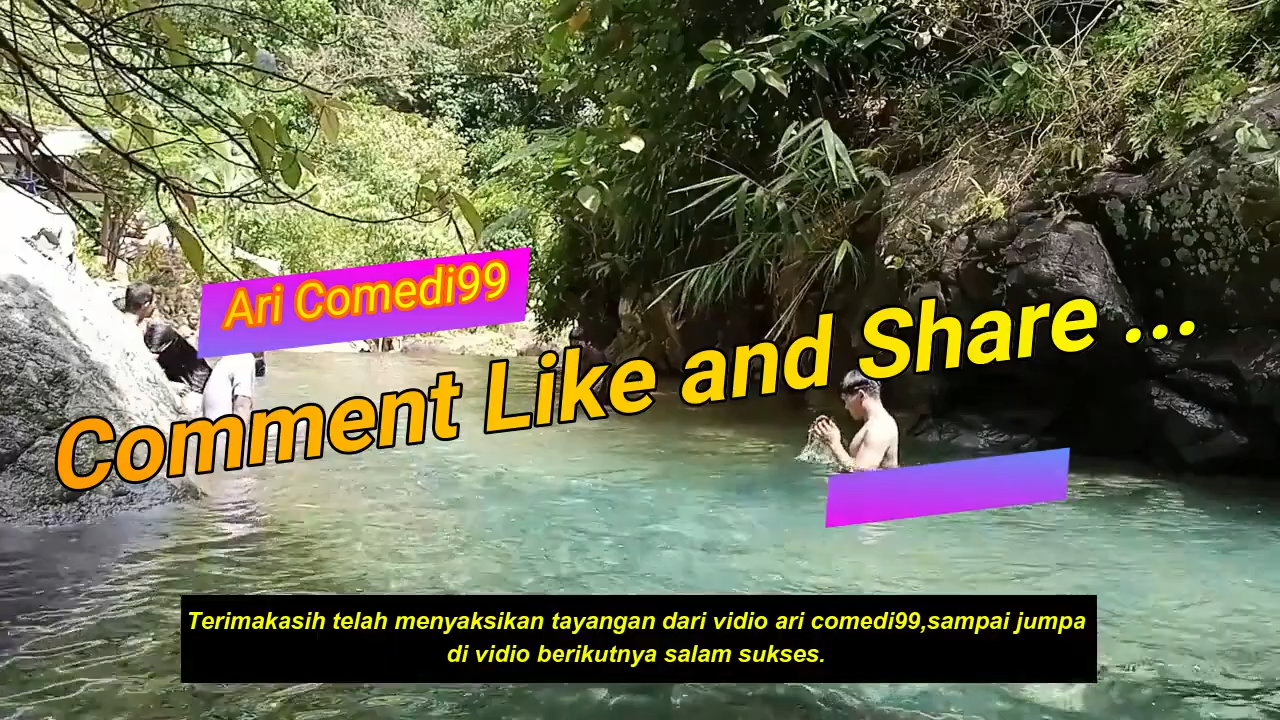 Ari Comedi99
Comment Like and Share ...
Terimakasih telah menyaksikan tayangan dari vidio ari comedi99,sampai jumpa
di vidio berikutnya salam sukses.